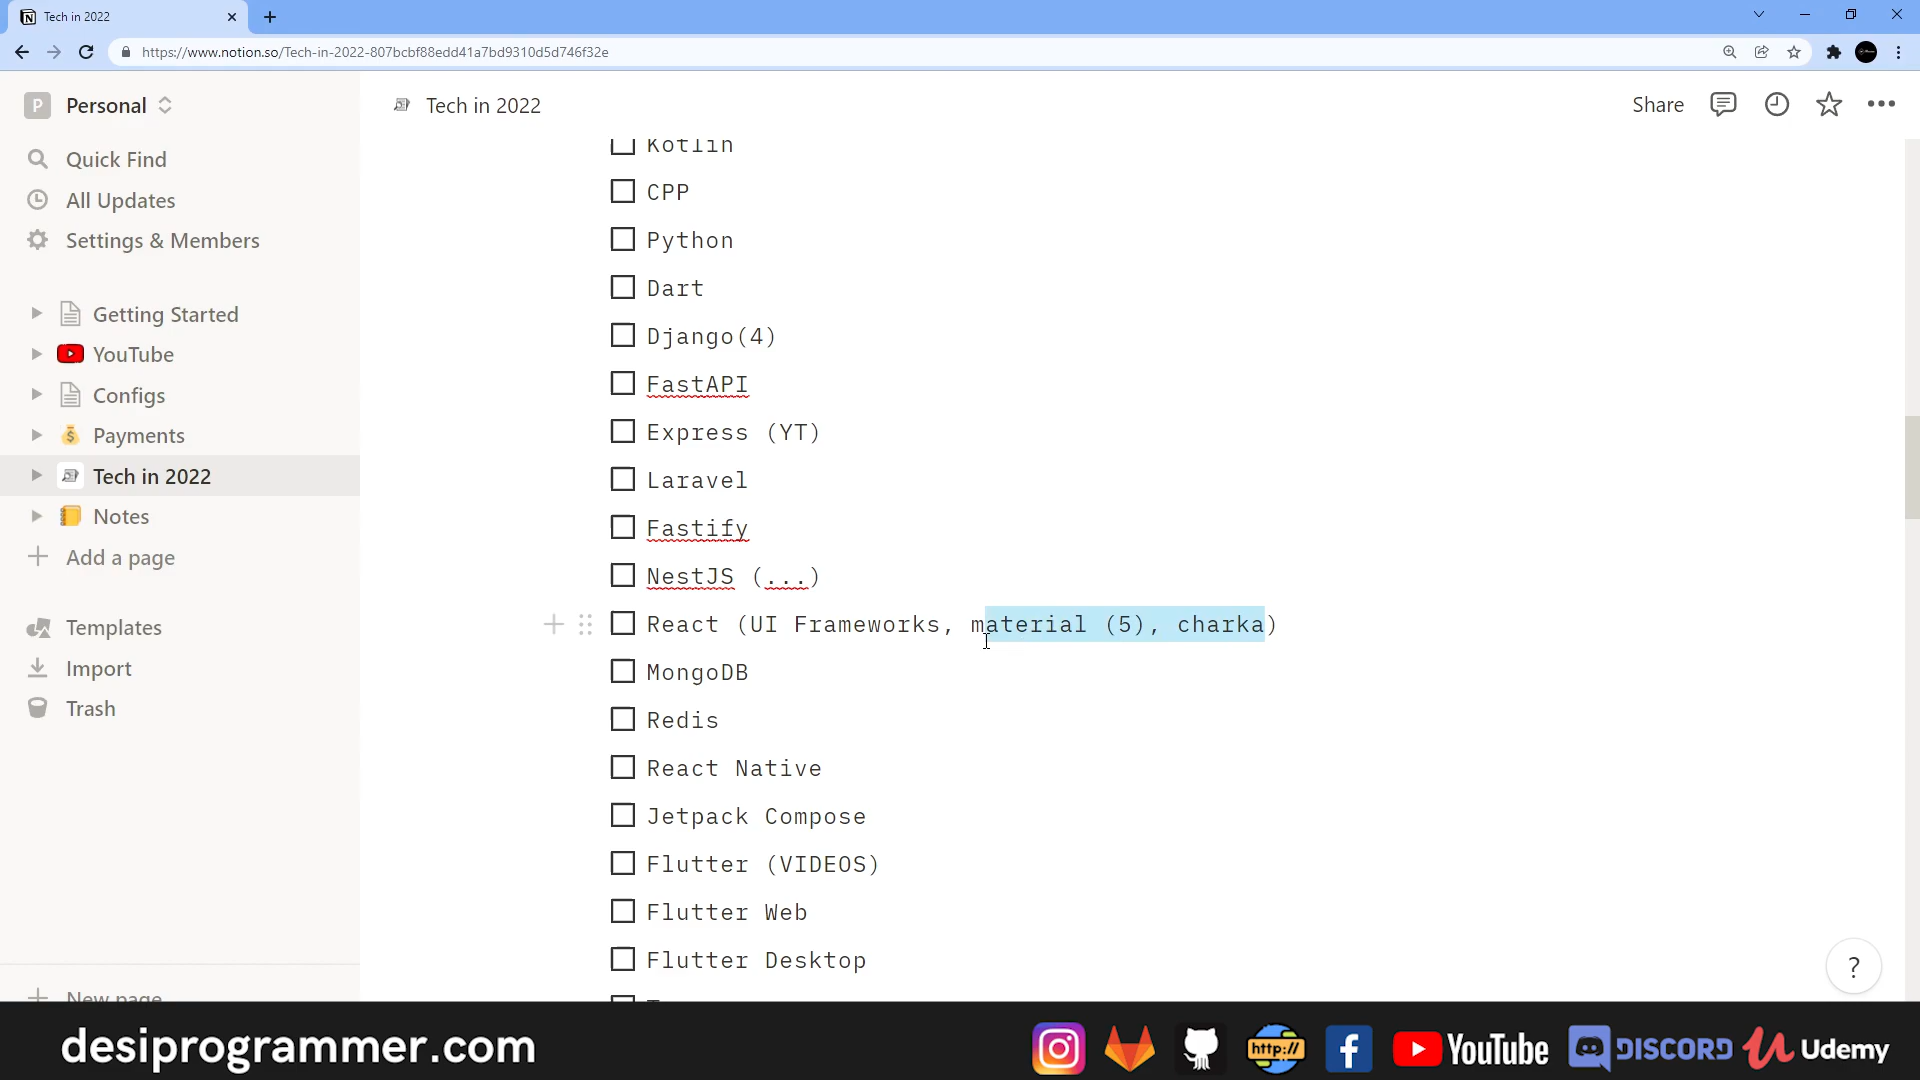 Tech in 2022
https://www.notion.so/Tech-in-2022-807bcbf88edd41a7bd9310d5d746f32e
P Personal
Tech in 2022
Share
Quick Find
All Updates
Settings & Members
Getting Started
YouTube
Configs
Payments
Tech in 2022
Notes
Add a page
Templates
Import
Trash
New page
Kotlin
CPP
Python
Dart
Django(4)
FastAPI
Express (YT)
Laravel
Fastify
NestJS (...)
React (UI Frameworks, material (5), charka)
MongoDB
Redis
React Native
Jetpack Compose
Flutter (VIDEOS)
Flutter Web
Flutter Desktop
?
desiprogrammer.com
http://
YouTube
DISCORD
Udemy